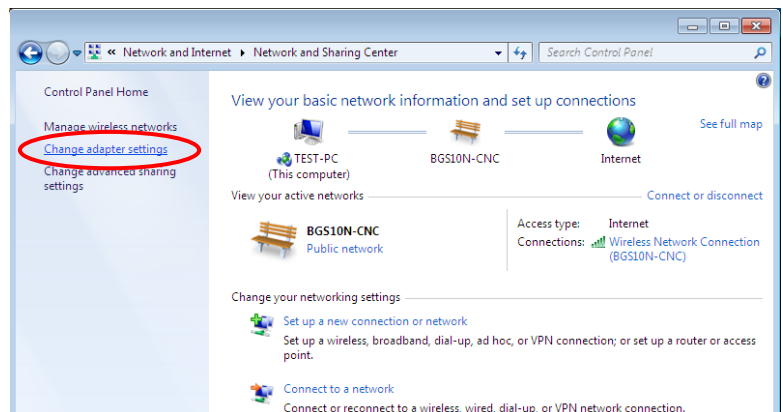 « Network and Internet ▸ Network and Sharing Center
Search Control Panel
Control Panel Home
Manage wireless networks
Change adapter settings
Change advanced sharing
settings
View your basic network information and set up connections
See full map
TEST-PC
(This computer)
BGS10N-CNC
Internet
View your active networks
Connect or disconnect
BGS10N-CNC
Public network
Access type: Internet
Connections: Wireless Network Connection
(BGS10N-CNC)
Change your networking settings
Set up a new connection or network
Set up a wireless, broadband, dial-up, ad hoc, or VPN connection; or set up a router or access
point.
Connect to a network
Connect or reconnect to a wireless, wired, dial-up, or VPN network connection.